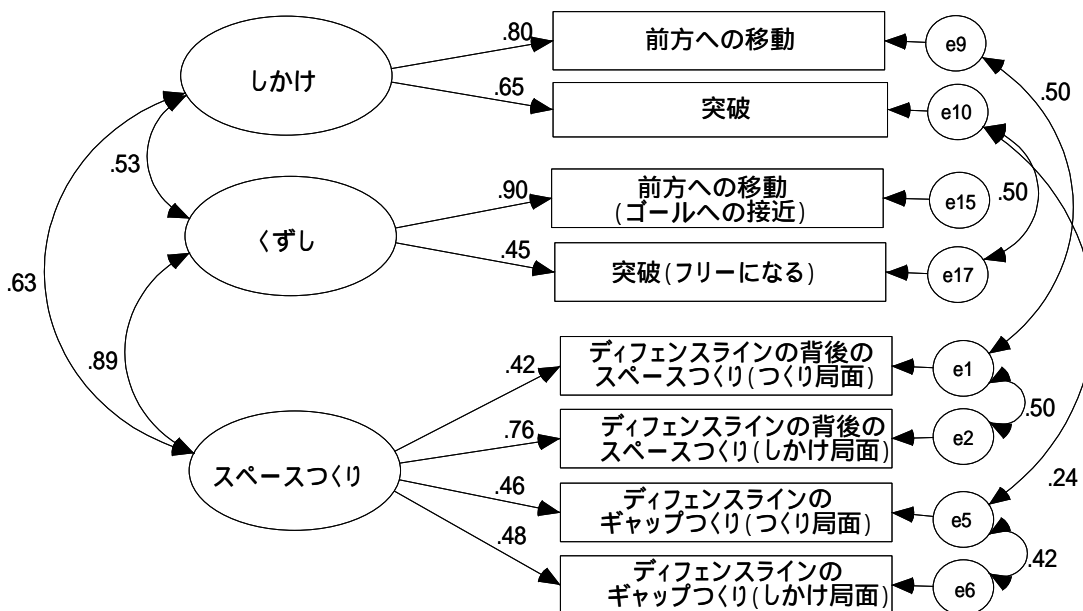 しかけ
.80
前方への移動
e9
.65
突破
e10
.50
.53
くずし
.90
前方への移動
(ゴールへの接近)
e15
.50
.45
突破(フリーになる)
e17
.63
.89
スペースつくり
.42
ディフェンスラインの背後の
スペースつくり(つくり局面)
e1
.50
.76
ディフェンスラインの背後の
スペースつくり(しかけ局面)
e2
.24
.46
ディフェンスラインの
ギャップつくり(つくり局面)
e5
.42
.48
ディフェンスラインの
ギャップつくり(しかけ局面)
e6